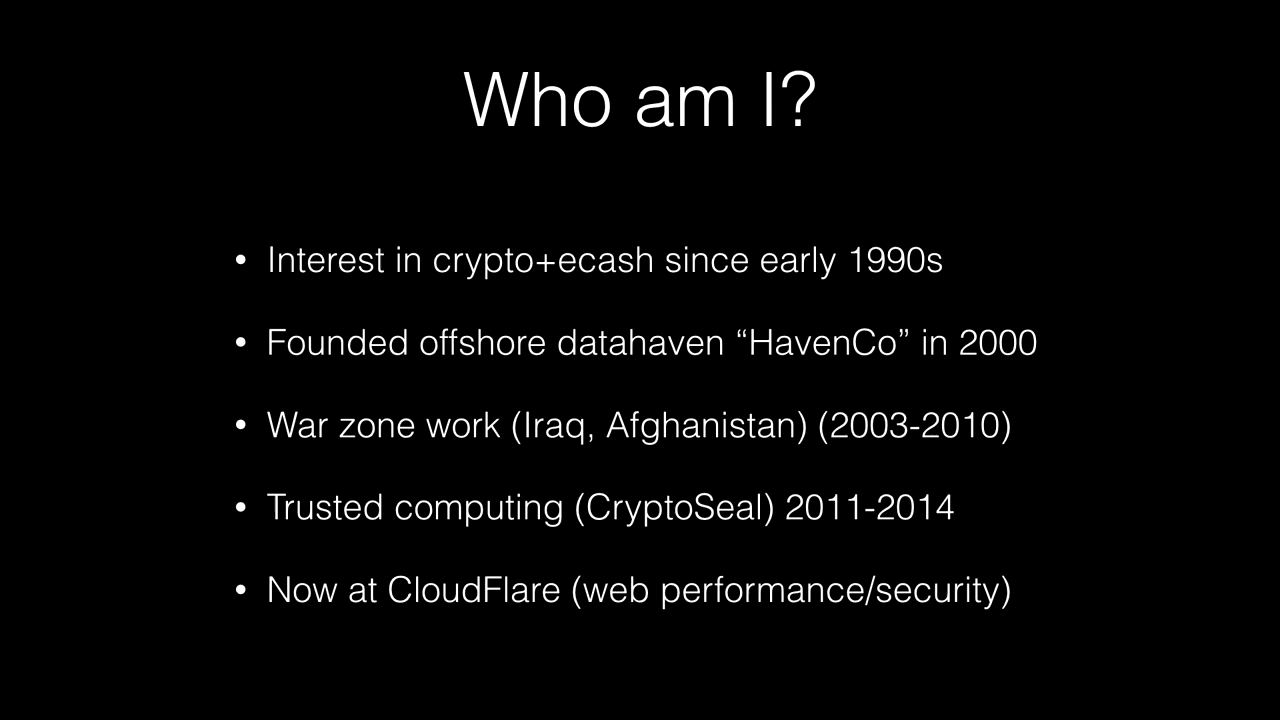 Who am I?
• Interest in crypto+ecash since early 1990s
• Founded offshore datahaven “HavenCo” in 2000
• War zone work (Iraq, Afghanistan) (2003-2010)
• Trusted computing (CryptoSeal) 2011-2014
• Now at CloudFlare (web performance/security)